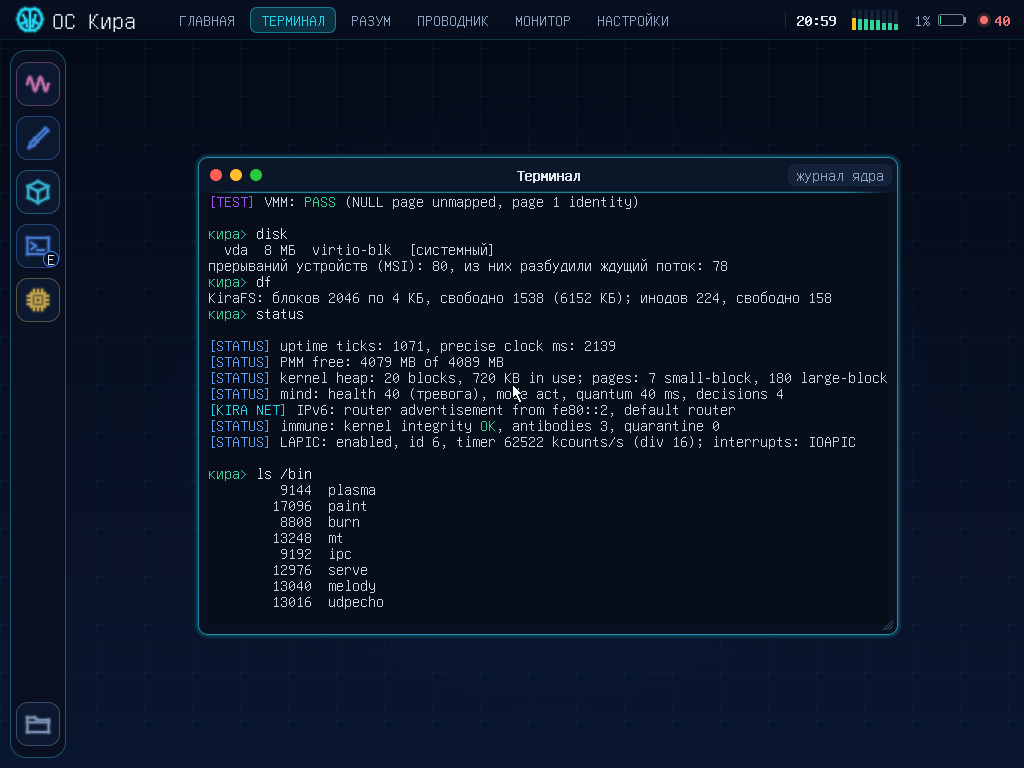 ОС Кира
ГЛАВНАЯ ТЕРМИНАЛ РАЗУМ ПРОВОДНИК МОНИТОР НАСТРОЙКИ
20:59 1% 40
E
Терминал
журнал ядра
[TEST] VMM: PASS (NULL page unmapped, page 1 identity)
кира> disk
vda 8 МБ virtio-blk [системный]
прерываний устройств (MSI): 80, из них разбудили ждущий поток: 78
кира> df
KiraFS: блоков 2046 по 4 КБ, свободно 1538 (6152 КБ); инодов 224, свободно 158
кира> status
[STATUS] uptime ticks: 1071, precise clock ms: 2139
[STATUS] PMM free: 4079 MB of 4089 MB
[STATUS] kernel heap: 20 blocks, 720 KB in use; pages: 7 small-block, 180 large-block
[STATUS] mind: health 40 (тревога), mode act, quantum 40 ms, decisions 4
[KIRA NET] IPv6: router advertisement from fe80::2, default router
[STATUS] immune: kernel integrity OK, antibodies 3, quarantine 0
[STATUS] LAPIC: enabled, id 6, timer 62522 kcounts/s (div 16); interrupts: IOAPIC
кира> ls /bin
9144 plasma
17096 paint
8808 burn
13248 mt
9192 ipc
12976 serve
13040 melody
13016 udpecho